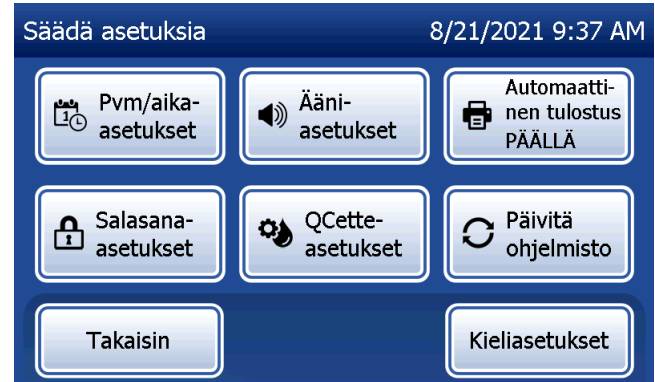 Säädä asetuksia 8/21/2021 9:37 AM
Pvm/aika-
asetukset
Ääni-
asetukset
Automaatti-
nen tulostus
PÄÄLLÄ
Salasana-
asetukset
QCette-
asetukset
Päivitä
ohjelmisto
Takaisin
Kieliasetukset